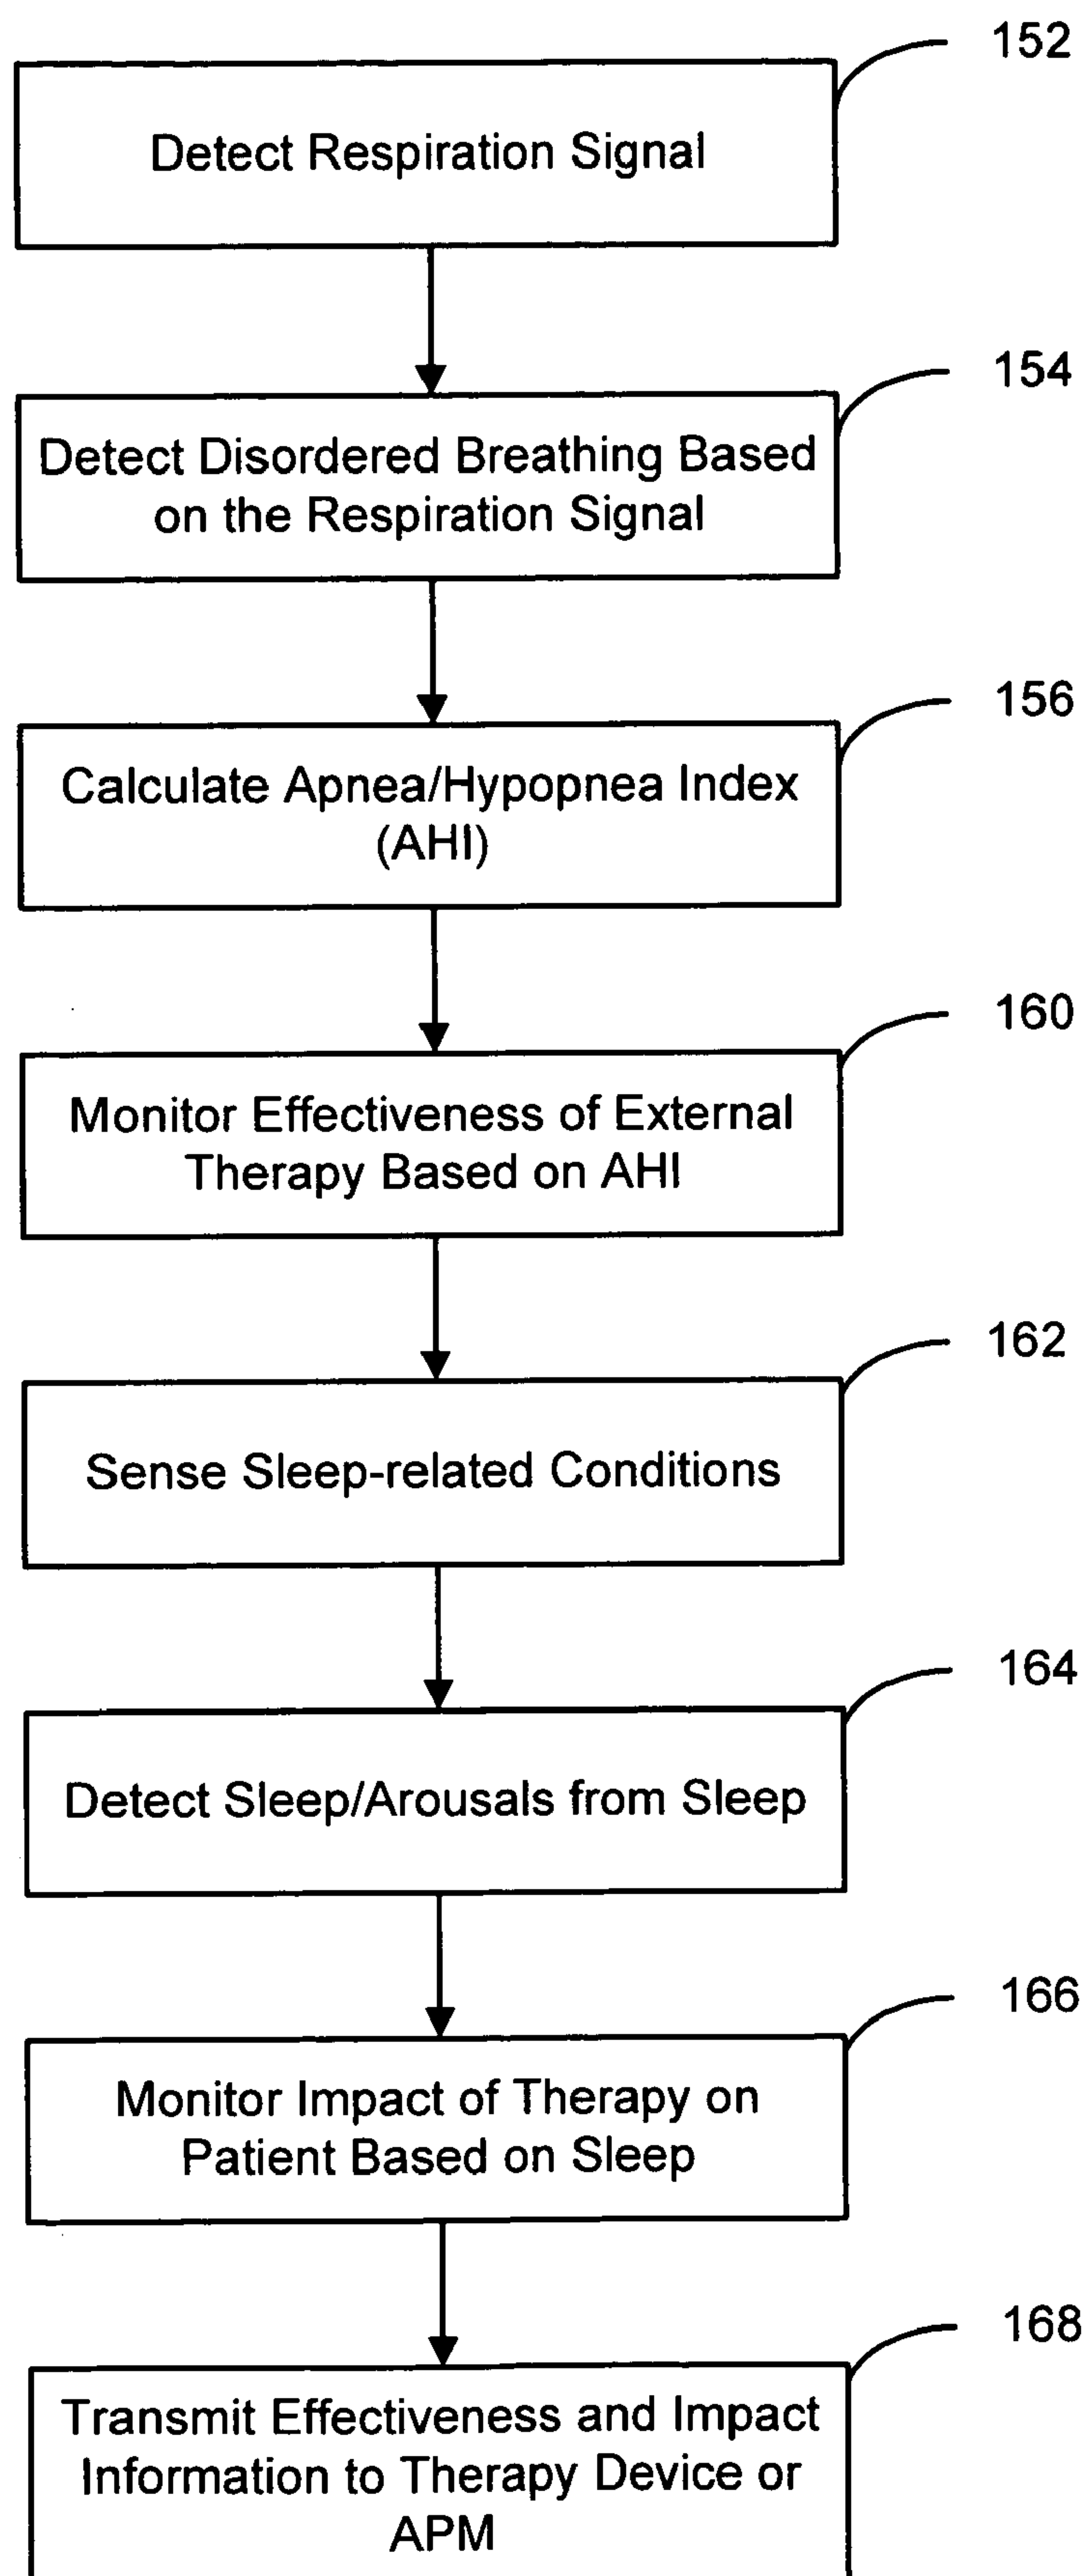 152
Detect Respiration Signal
154
Detect Disordered Breathing Based
on the Respiration Signal
156
Calculate Apnea/Hypopnea Index
(AHI)
160
Monitor Effectiveness of External
Therapy Based on AHI
162
Sense Sleep-related Conditions
164
Detect Sleep/Arousals from Sleep
166
Monitor Impact of Therapy on
Patient Based on Sleep
168
Transmit Effectiveness and Impact
Information to Therapy Device or
APM